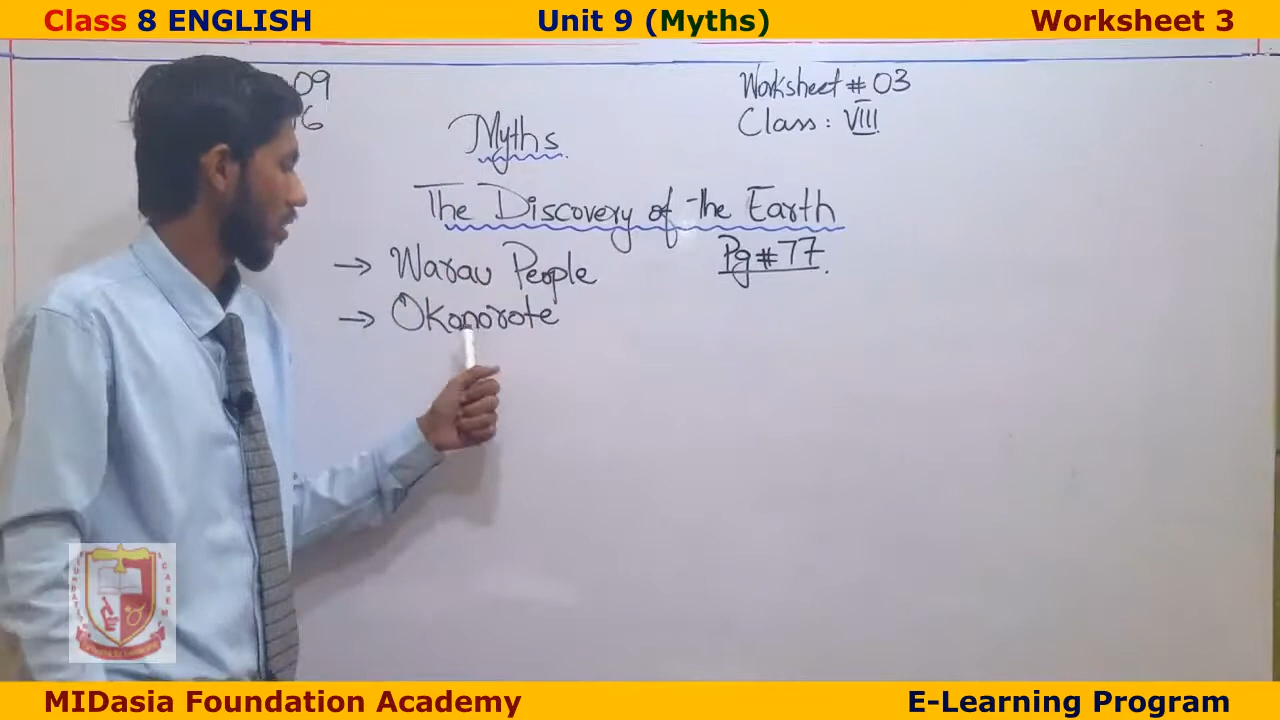 Class 8 ENGLISH
Unit 9 (Myths)
Worksheet 3
09
Worksheet # 03
Class: VIII
Myths
The Discovery of the Earth
Pg # 77.
→ Warau People
→ Okonorote
MIDasia Foundation Academy
E-Learning Program